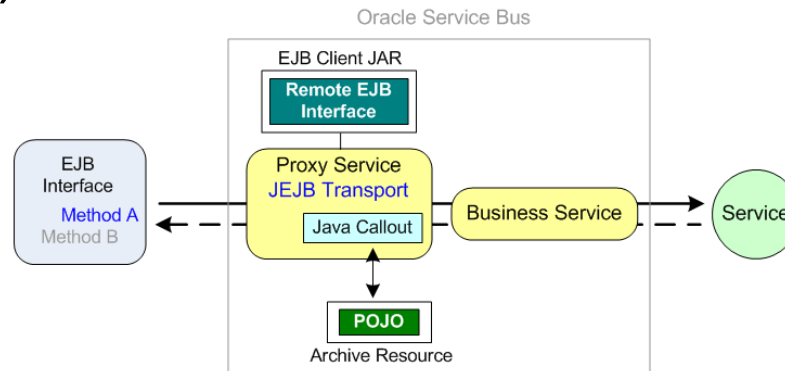 Oracle Service Bus
EJB Client JAR
Remote EJB
Interface
EJB
Interface
Method A
Method B
Proxy Service
JEJB Transport
Java Callout
Business Service
Service
POJO
Archive Resource